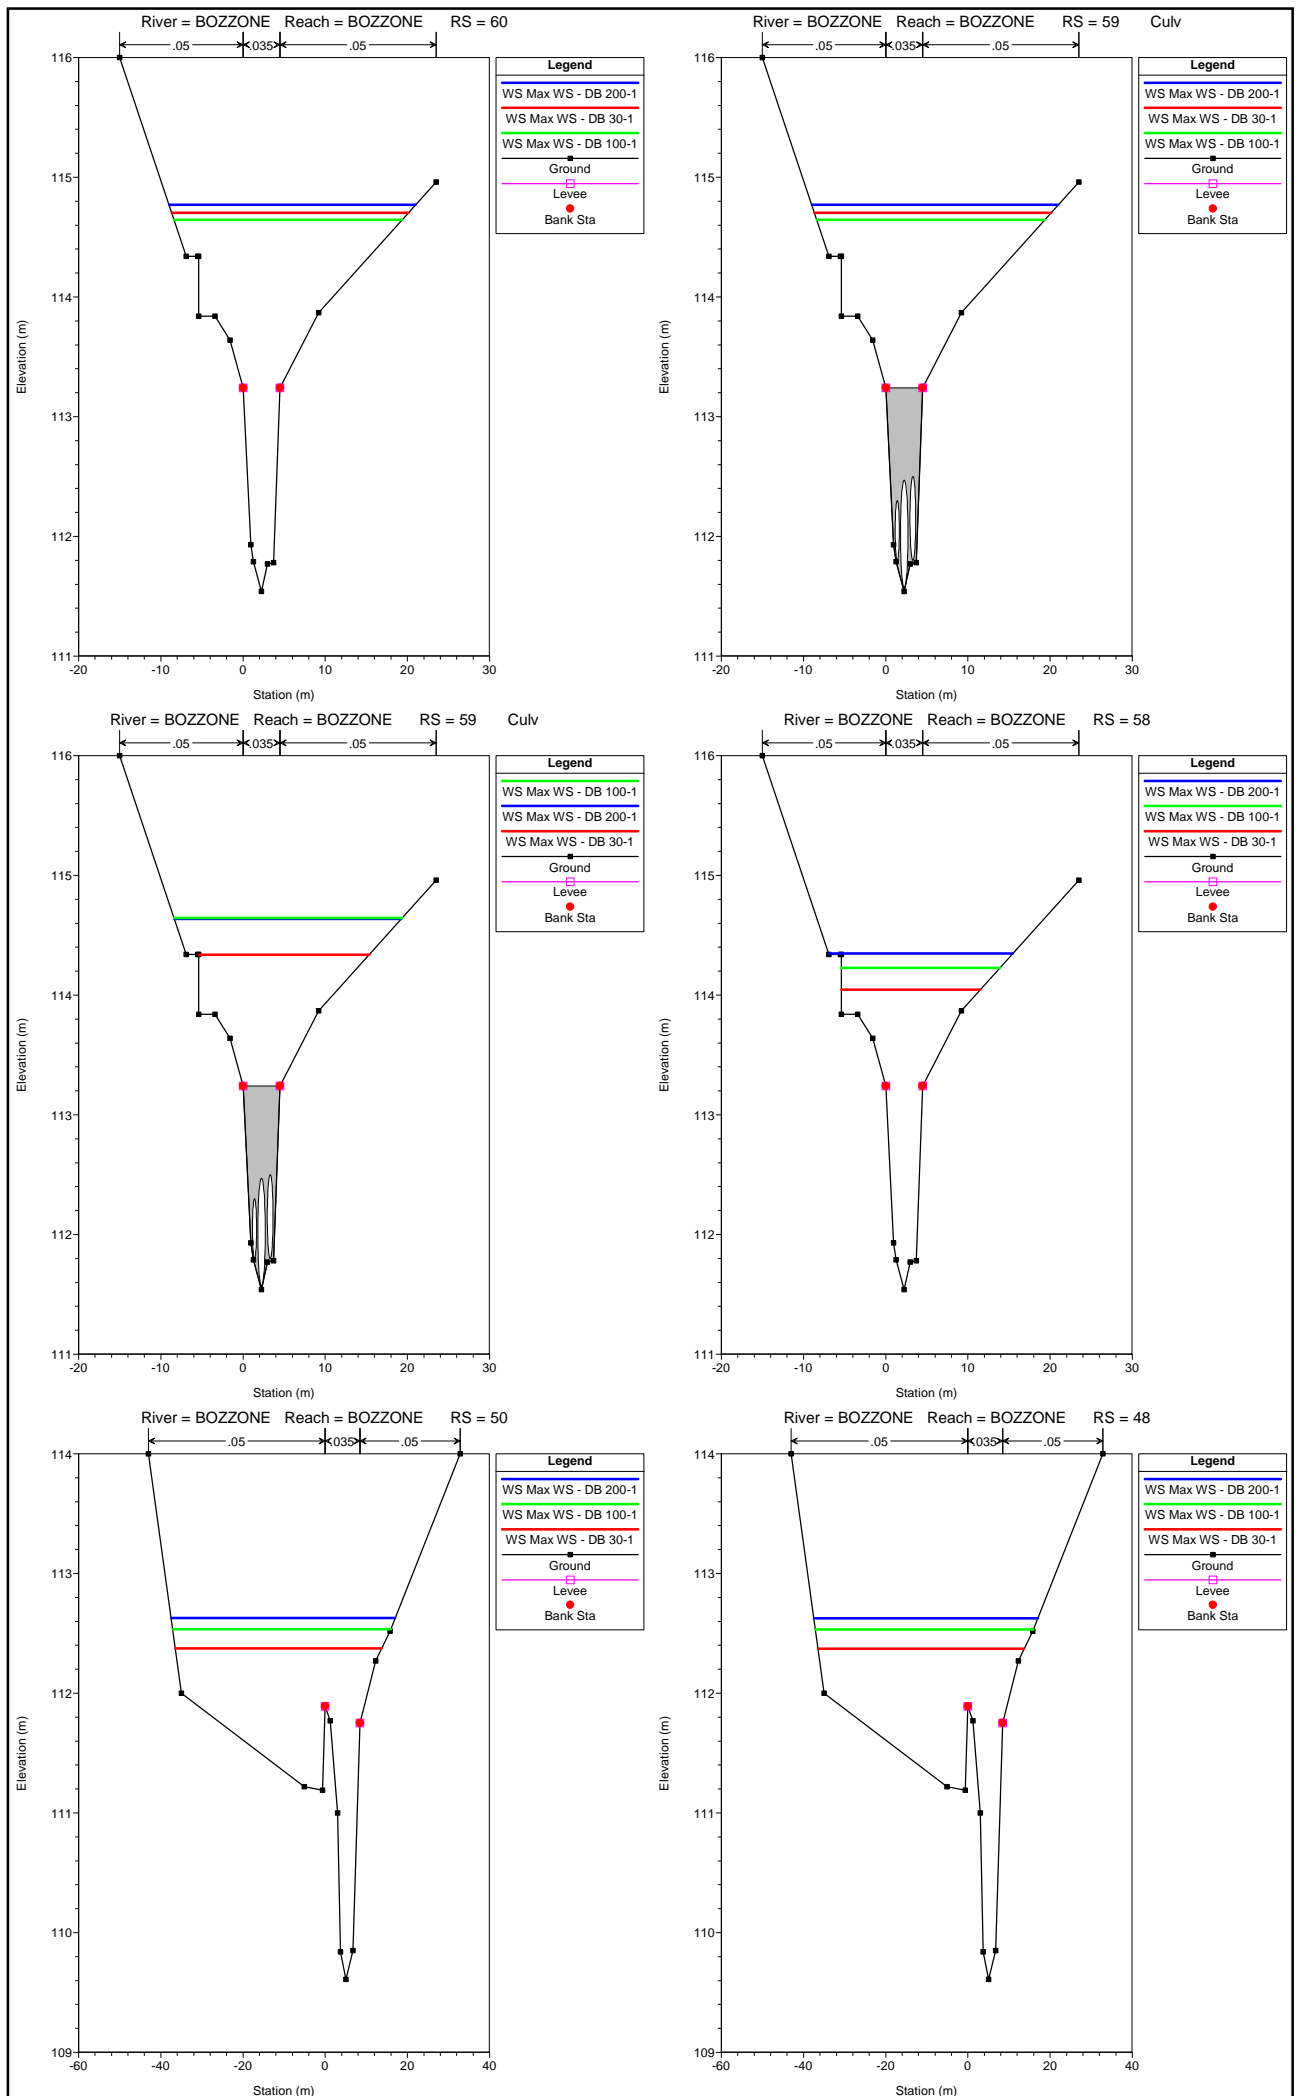 River = BOZZONE Reach = BOZZONE RS = 60
.05 .035 .05
116
115
114
113
112
111
-20 -10 0 10 20 30
Station (m)
Elevation (m)
Legend
WS Max WS - DB 200-1
WS Max WS - DB 30-1
WS Max WS - DB 100-1
Ground
Levee
Bank Sta
River = BOZZONE Reach = BOZZONE RS = 59 Culv
.05 .035 .05
116
115
114
113
112
111
-20 -10 0 10 20 30
Station (m)
Elevation (m)
Legend
WS Max WS - DB 200-1
WS Max WS - DB 30-1
WS Max WS - DB 100-1
Ground
Levee
Bank Sta
River = BOZZONE Reach = BOZZONE RS = 59 Culv
.05 .035 .05
116
115
114
113
112
111
-20 -10 0 10 20 30
Station (m)
Elevation (m)
Legend
WS Max WS - DB 100-1
WS Max WS - DB 200-1
WS Max WS - DB 30-1
Ground
Levee
Bank Sta
River = BOZZONE Reach = BOZZONE RS = 58
.05 .035 .05
116
115
114
113
112
111
-20 -10 0 10 20 30
Station (m)
Elevation (m)
Legend
WS Max WS - DB 200-1
WS Max WS - DB 100-1
WS Max WS - DB 30-1
Ground
Levee
Bank Sta
River = BOZZONE Reach = BOZZONE RS = 50
.05 .035 .05
114
113
112
111
110
109
-60 -40 -20 0 20 40
Station (m)
Elevation (m)
Legend
WS Max WS - DB 200-1
WS Max WS - DB 100-1
WS Max WS - DB 30-1
Ground
Levee
Bank Sta
River = BOZZONE Reach = BOZZONE RS = 48
.05 .035 .05
114
113
112
111
110
109
-60 -40 -20 0 20 40
Station (m)
Elevation (m)
Legend
WS Max WS - DB 200-1
WS Max WS - DB 100-1
WS Max WS - DB 30-1
Ground
Levee
Bank Sta